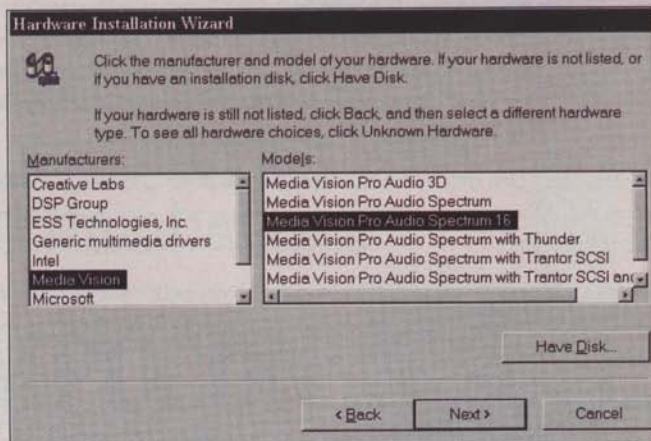 Hardware Installation Wizard
Click the manufacturer and model of your hardware. If your hardware is not listed, or
if you have an installation disk, click Have Disk.
If your hardware is still not listed, click Back, and then select a different hardware
type. To see all hardware choices, click Unknown Hardware.
Manufacturers:
Creative Labs
DSP Group
ESS Technologies, Inc.
Generic multimedia drivers
Intel
Media Vision
Microsoft
Models:
Media Vision Pro Audio 3D
Media Vision Pro Audio Spectrum
Media Vision Pro Audio Spectrum 16
Media Vision Pro Audio Spectrum with Thunder
Media Vision Pro Audio Spectrum with Trantor SCSI
Media Vision Pro Audio Spectrum with Trantor SCSI and
Have Disk...
< Back
Next >
Cancel